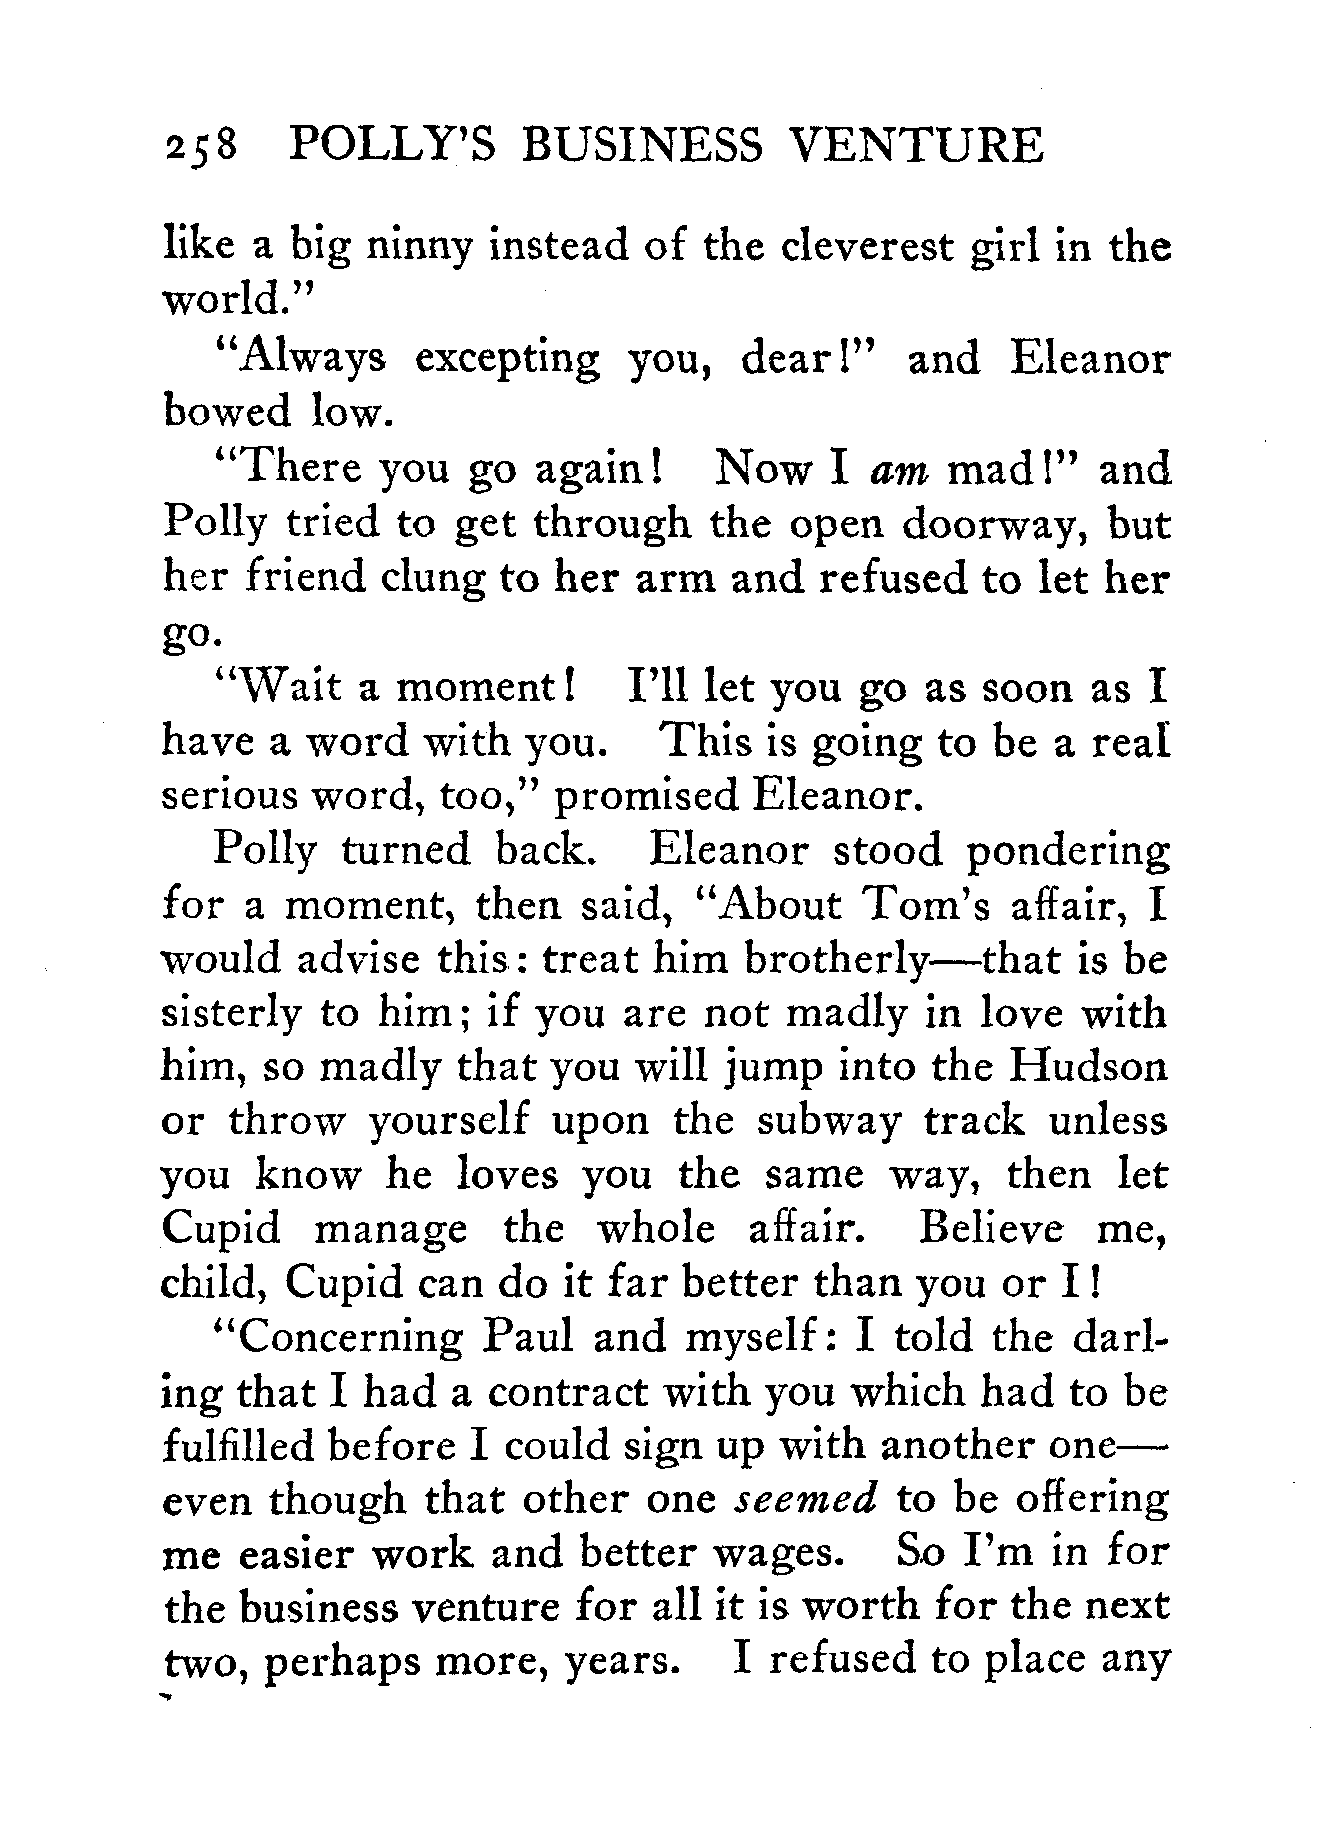 258 POLLY'S BUSINESS VENTURE
like a big ninny instead of the cleverest girl in the
world."
"Always excepting you, dear!" and Eleanor
bowed low.
"There you go again! Now I am mad!" and
Polly tried to get through the open doorway, but
her friend clung to her arm and refused to let her
go.
"Wait a moment! I'll let you go as soon as I
have a word with you. This is going to be a real
serious word, too," promised Eleanor.
Polly turned back. Eleanor stood pondering
for a moment, then said, "About Tom's affair, I
would advise this: treat him brotherly—that is be
sisterly to him; if you are not madly in love with
him, so madly that you will jump into the Hudson
or throw yourself upon the subway track unless
you know he loves you the same way, then let
Cupid manage the whole affair. Believe me,
child, Cupid can do it far better than you or I!
"Concerning Paul and myself: I told the darl-
ing that I had a contract with you which had to be
fulfilled before I could sign up with another one—
even though that other one seemed to be offering
me easier work and better wages. So I'm in for
the business venture for all it is worth for the next
two, perhaps more, years. I refused to place any